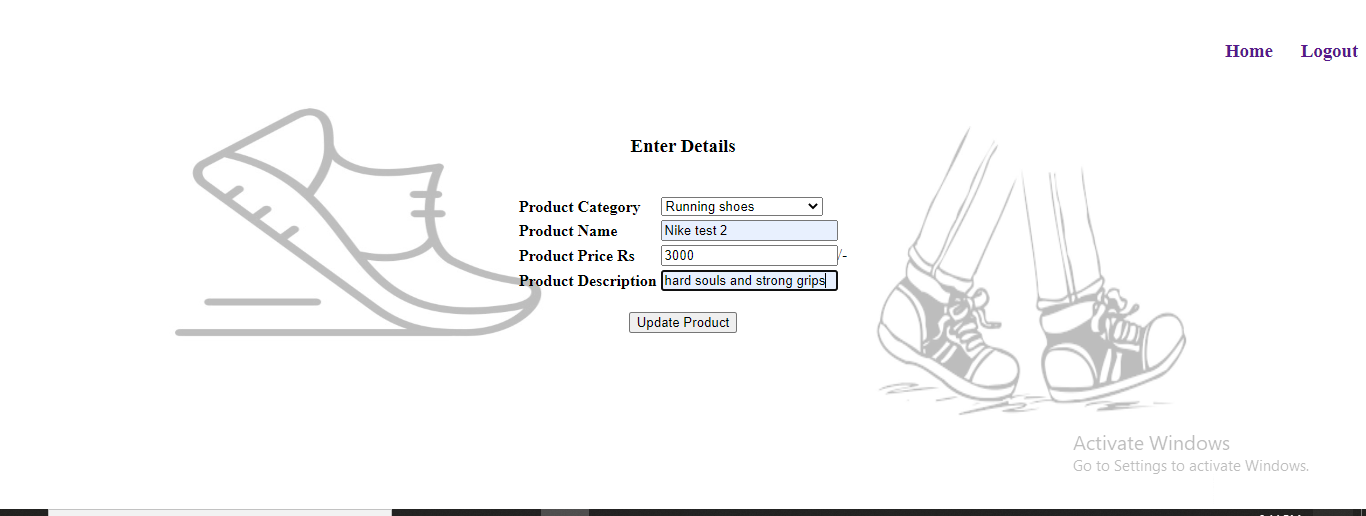 Home Logout
Enter Details
Product Category Running shoes
Product Name Nike test 2
Product Price Rs 3000 /-
Product Description hard souls and strong grips
Update Product
Activate Windows
Go to Settings to activate Windows.